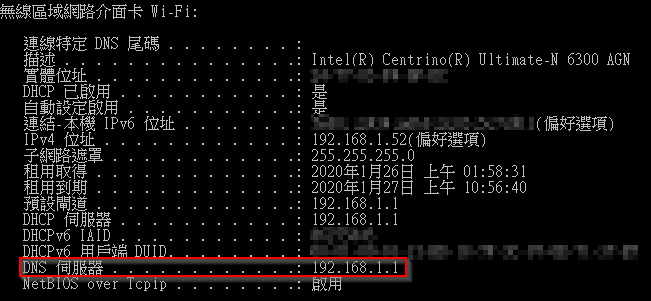 無線區域網路介面卡 Wi-Fi:
連線特定 DNS 尾碼 . . . . . . . . :
描述 . . . . . . . . . . . . . . .: Intel(R) Centrino(R) Ultimate-N 6300 AGN
實體位址 . . . . . . . . . . . . .:
DHCP 已啟用 . . . . . . . . . . . : 是
自動設定啟用 . . . . . . . . . . .: 是
連結-本機 IPv6 位址 . . . . . . . : (偏好選項)
IPv4 位址 . . . . . . . . . . . . : 192.168.1.52(偏好選項)
子網路遮罩 . . . . . . . . . . . .: 255.255.255.0
租用取得 . . . . . . . . . . . . .: 2020年1月26日 上午 01:58:31
租用到期 . . . . . . . . . . . . .: 2020年1月27日 上午 10:56:40
預設閘道 . . . . . . . . . . . . .: 192.168.1.1
DHCP 伺服器 . . . . . . . . . . . : 192.168.1.1
DHCPv6 IAID . . . . . . . . . . . :
DHCPv6 用戶端 DUID. . . . . . . . :
DNS 伺服器 . . . . . . . . . . . .: 192.168.1.1
NetBIOS over Tcpip . . . . . . . .: 啟用